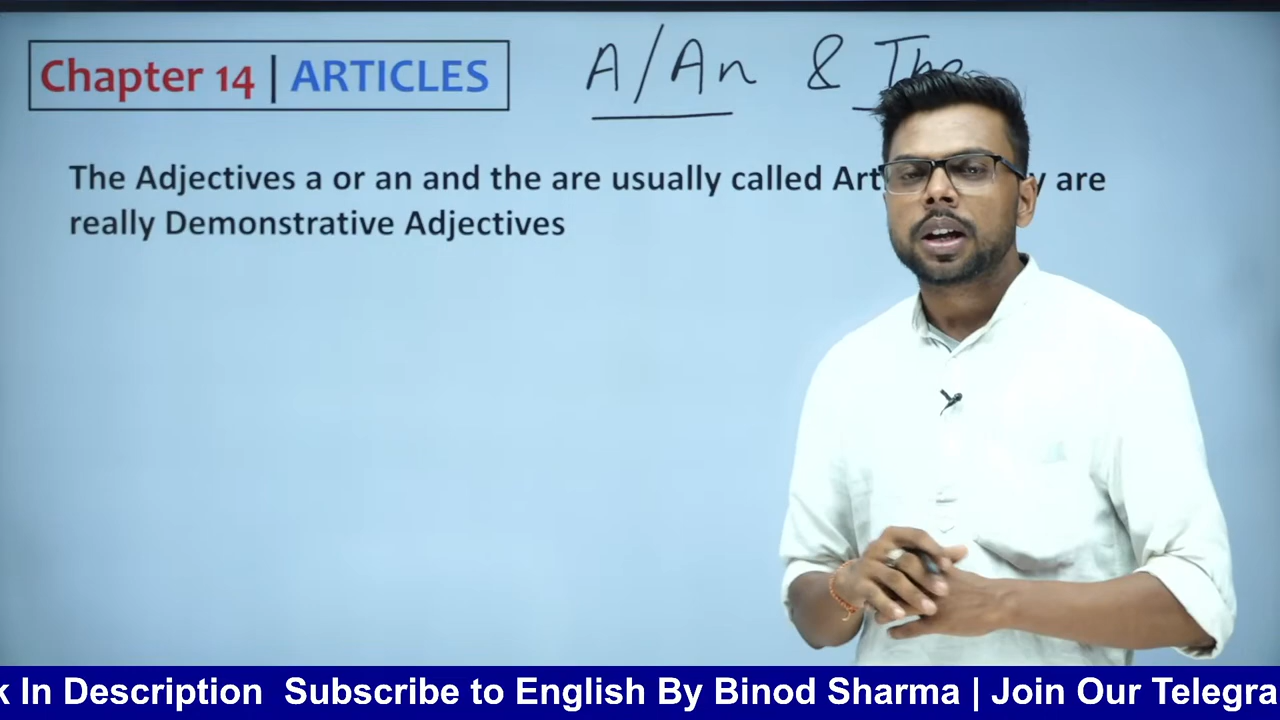 Chapter 14 | ARTICLES
A/An & The
The Adjectives a or an and the are usually called are
really Demonstrative Adjectives
In Description Subscribe to English By Binod Sharma | Join Our